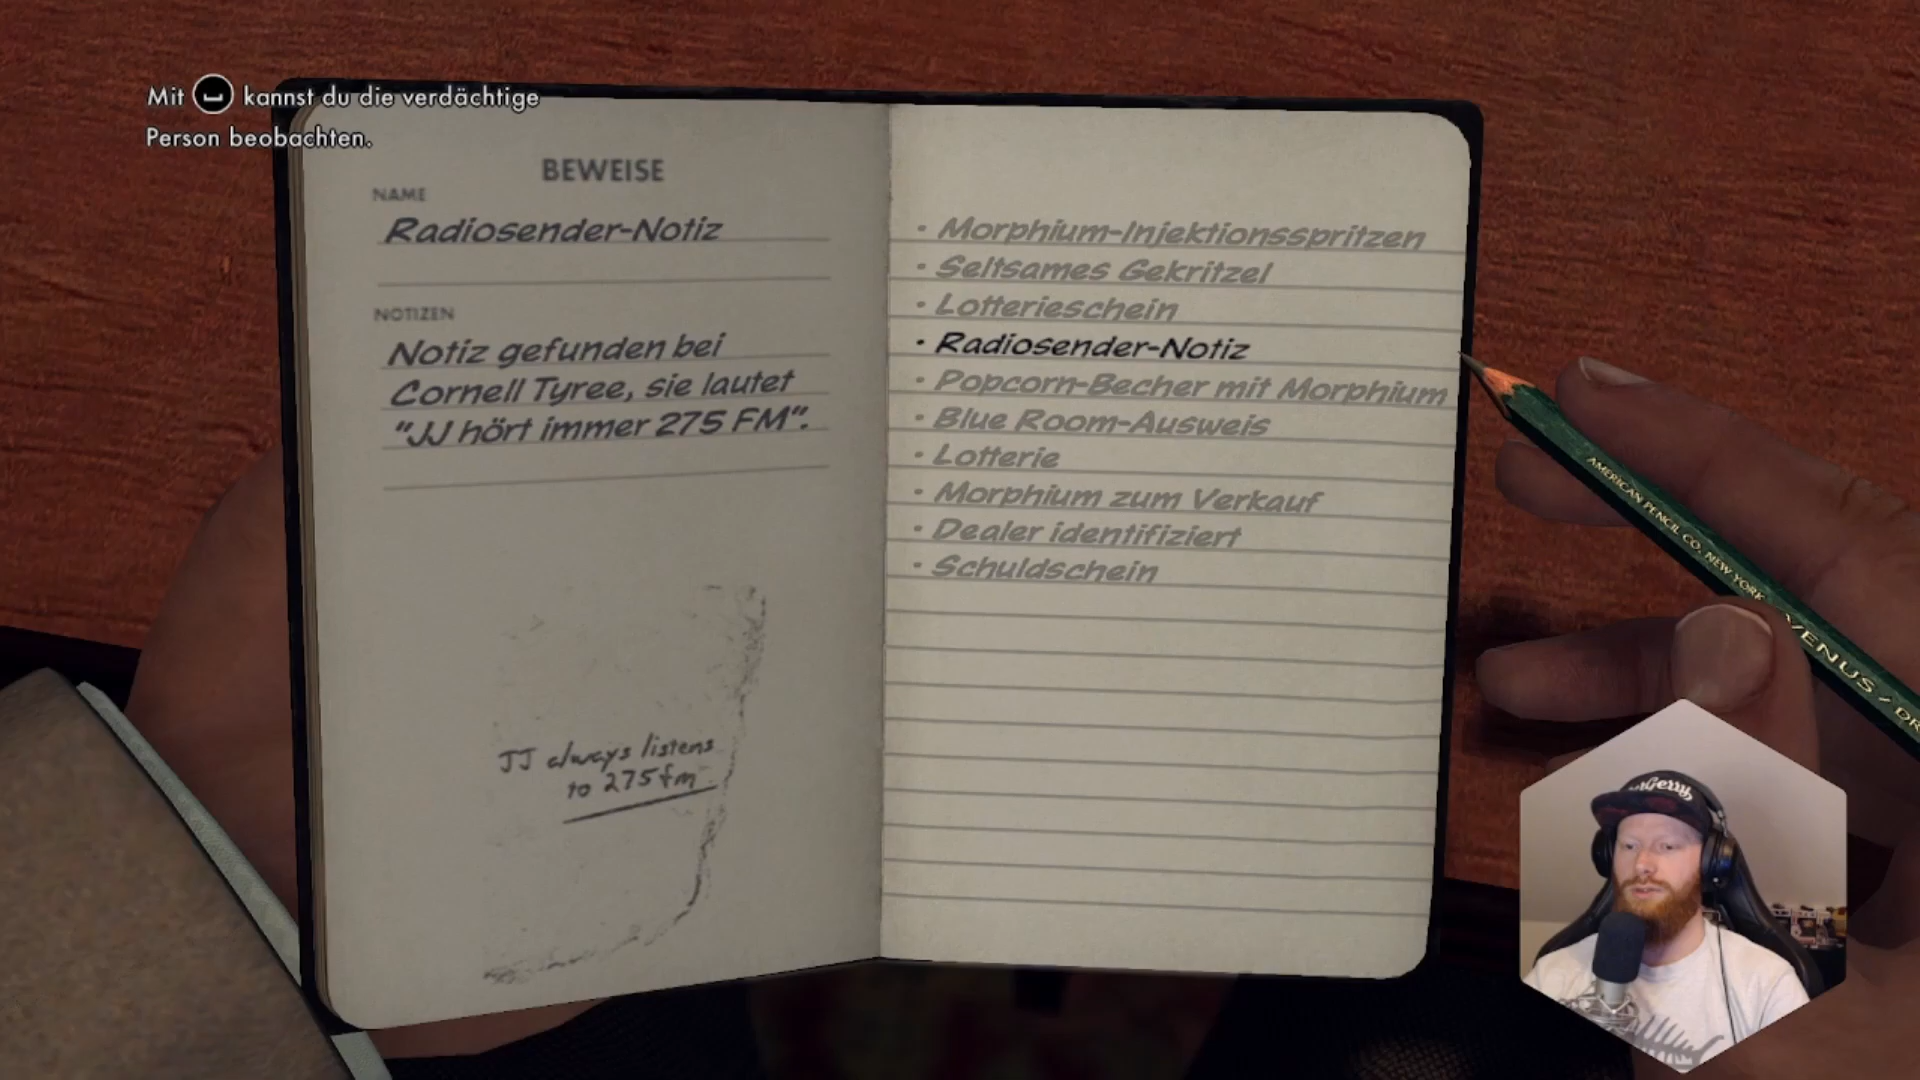 Mit kannst du die verdächtige
Person beobachten.
BEWEISE
NAME
Radiosender-Notiz
NOTIZEN
Notiz gefunden bei
Cornell Tyree, sie lautet
"JJ hört immer 275 FM".
JJ always listens
to 275 fm
• Morphium-Injektionsspritzen
• Seltsames Gekritzel
• Lotterieschein
• Radiosender-Notiz
• Popcorn-Becher mit Morphium
• Blue Room-Ausweis
• Lotterie
• Morphium zum Verkauf
• Dealer identifiziert
• Schuldschein
AMERICAN PENCIL CO. NEW YORK
VENUS / DR